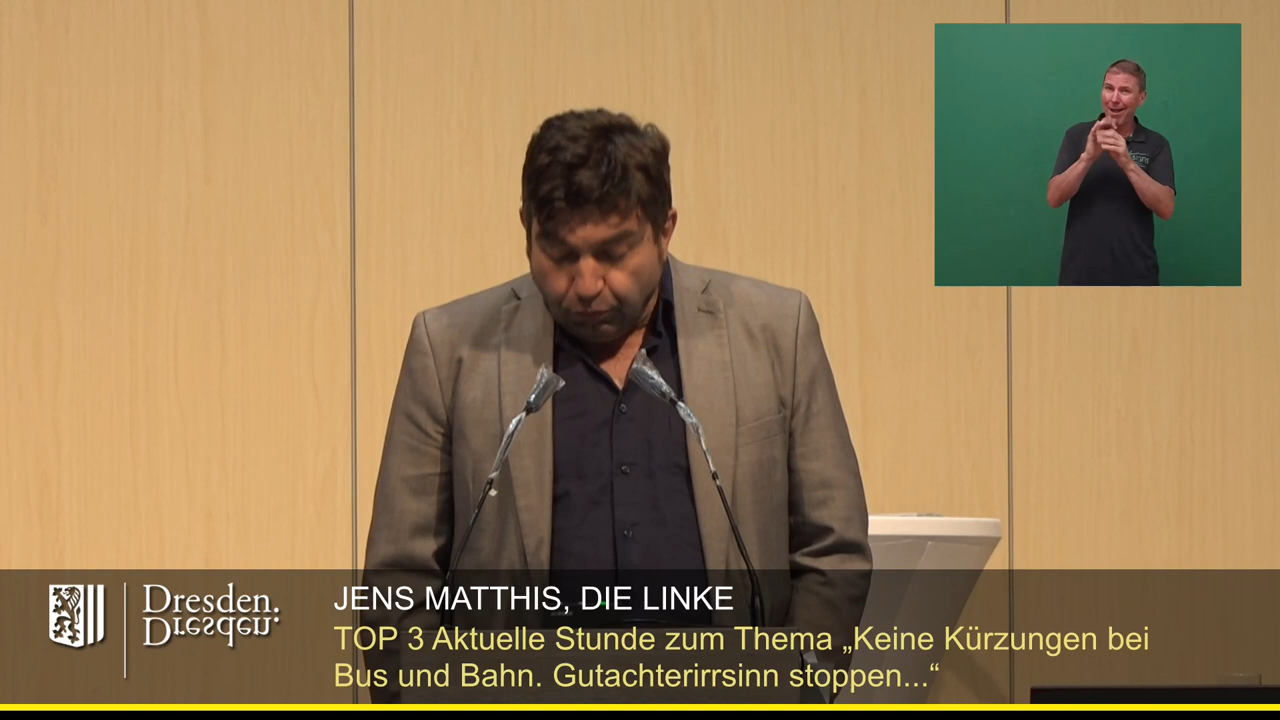 Dresden.
Dresden.
JENS MATTHIS, DIE LINKE
TOP 3 Aktuelle Stunde zum Thema „Keine Kürzungen bei
Bus und Bahn. Gutachterirrsinn stoppen...“